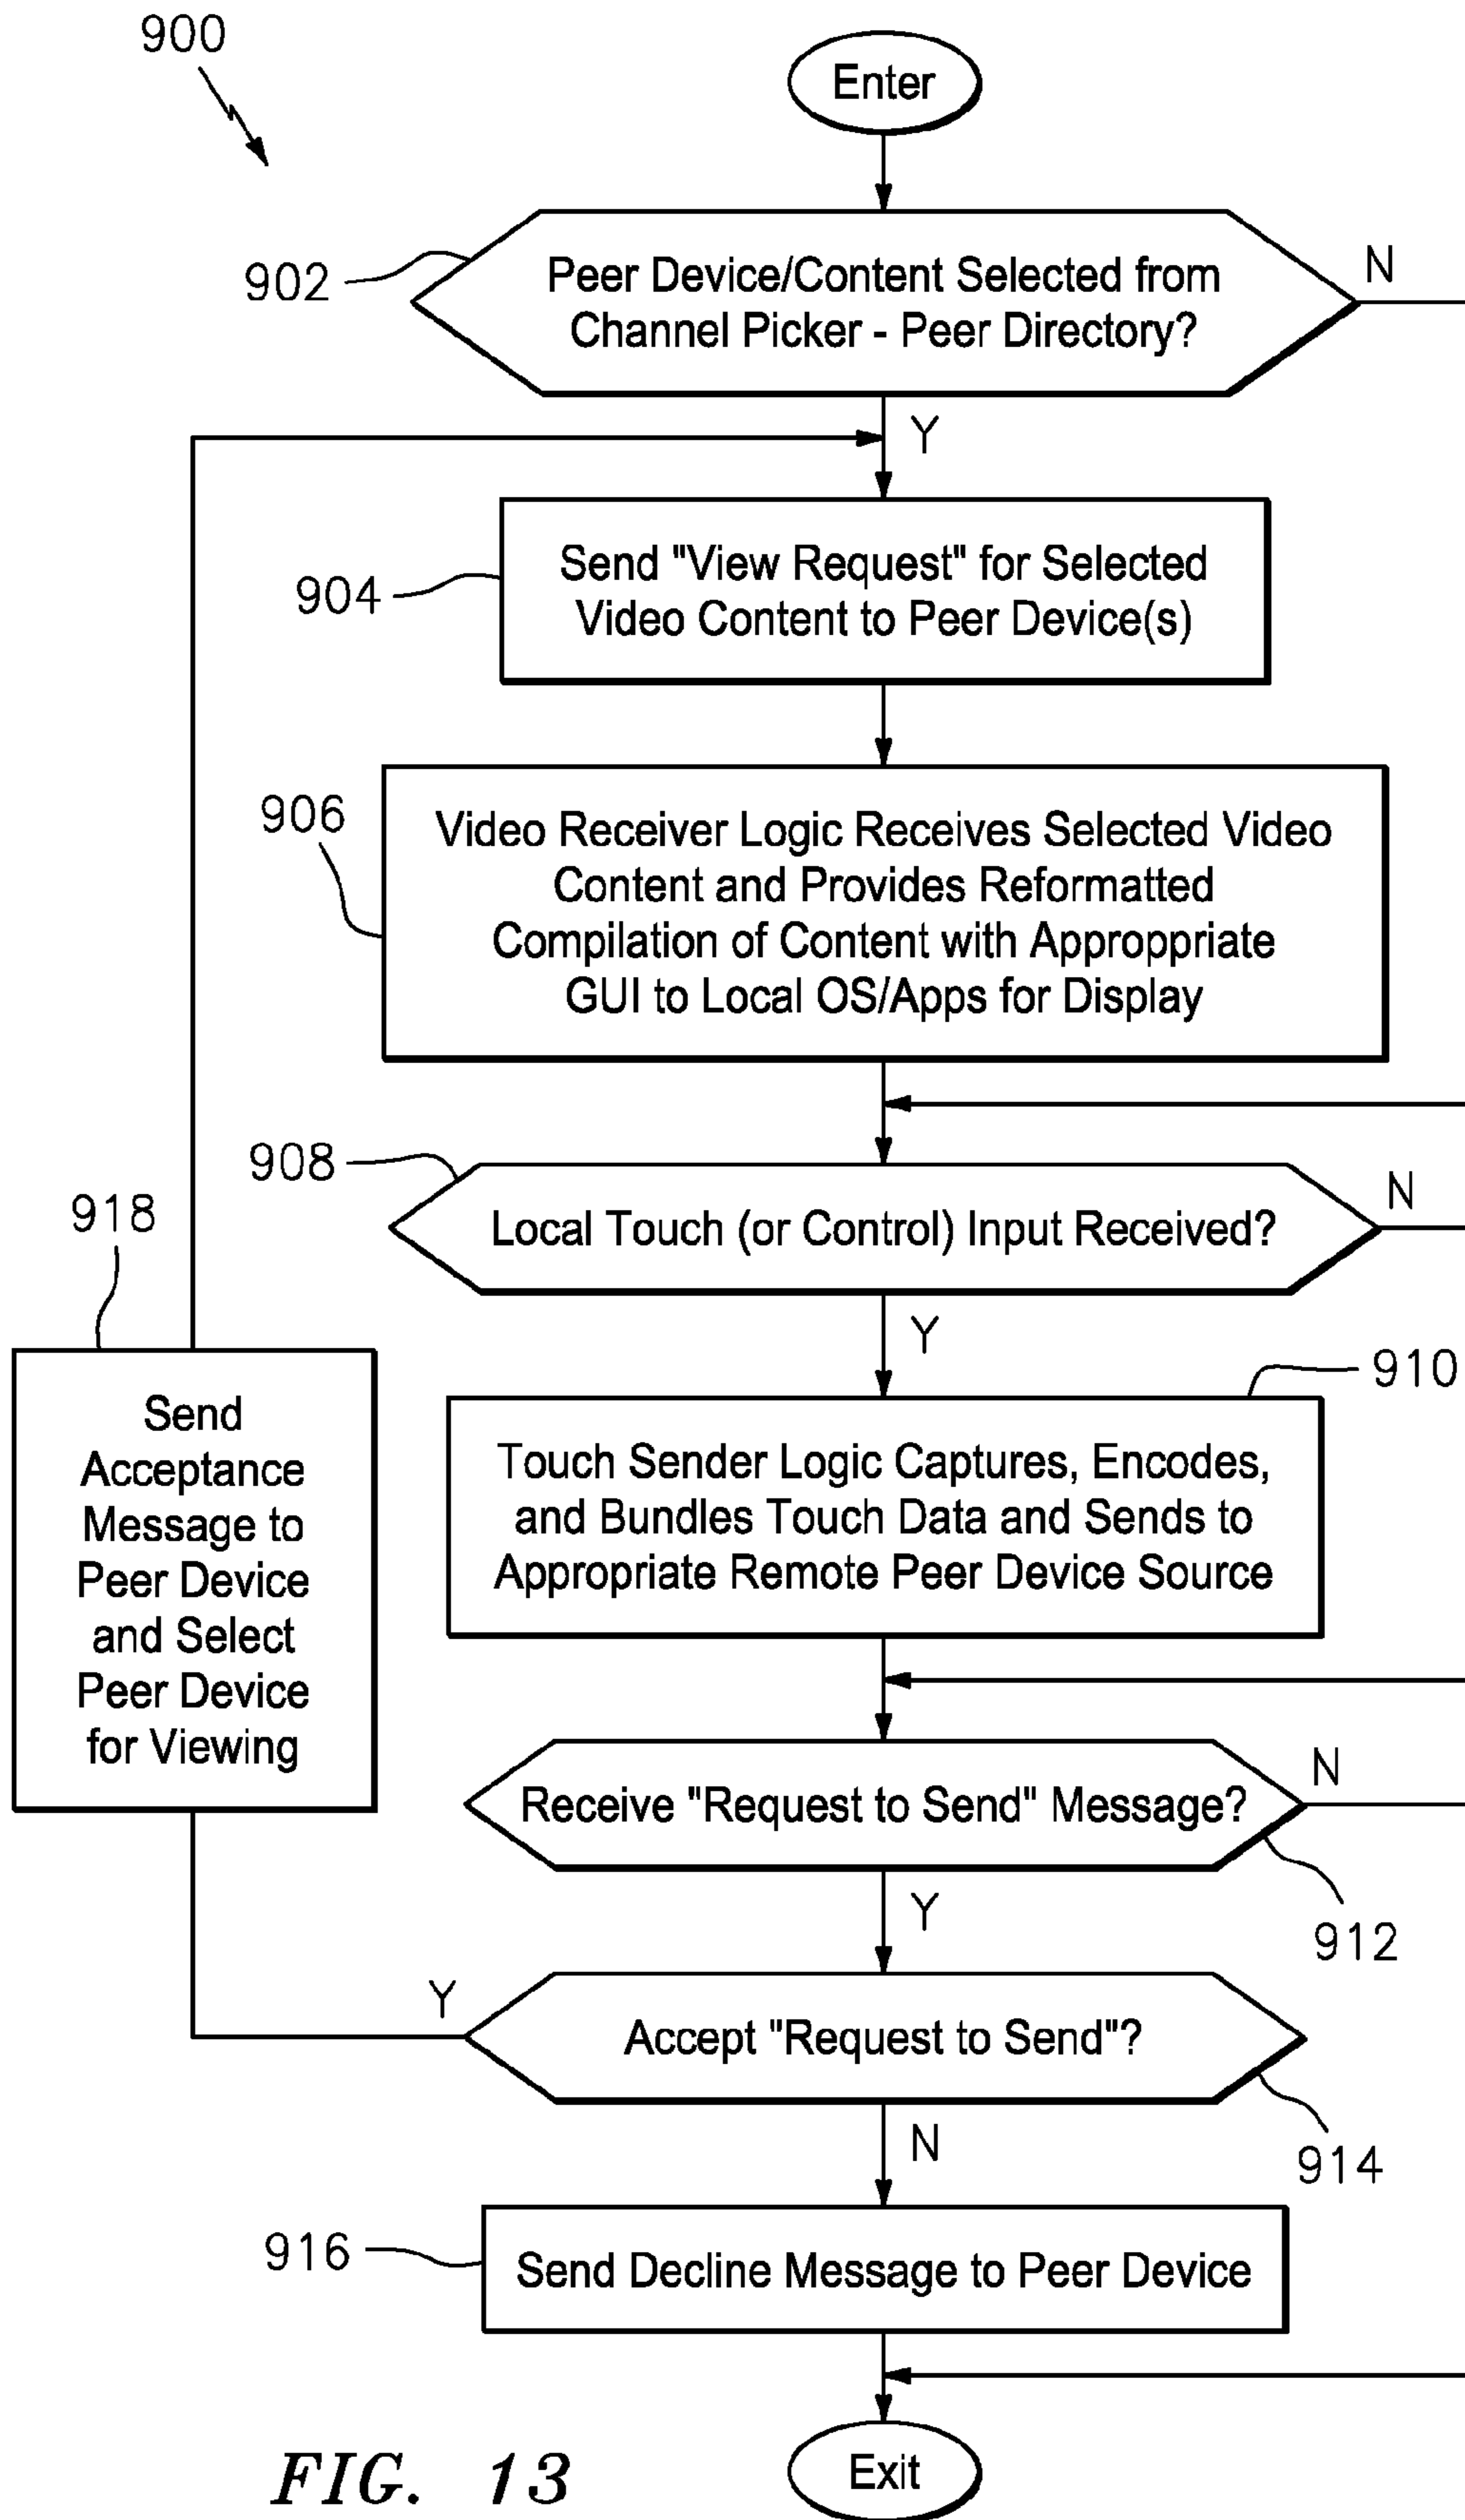 900
Enter
902
Peer Device/Content Selected from
Channel Picker - Peer Directory?
N
Y
904
Send "View Request" for Selected
Video Content to Peer Device(s)
906
Video Receiver Logic Receives Selected Video
Content and Provides Reformatted
Compilation of Content with Approppriate
GUI to Local OS/Apps for Display
908
Local Touch (or Control) Input Received?
N
Y
918
Send
Acceptance
Message to
Peer Device
and Select
Peer Device
for Viewing
910
Touch Sender Logic Captures, Encodes,
and Bundles Touch Data and Sends to
Appropriate Remote Peer Device Source
Receive "Request to Send" Message?
N
912
Y
Accept "Request to Send"?
Y
914
N
916
Send Decline Message to Peer Device
Exit
FIG. 13